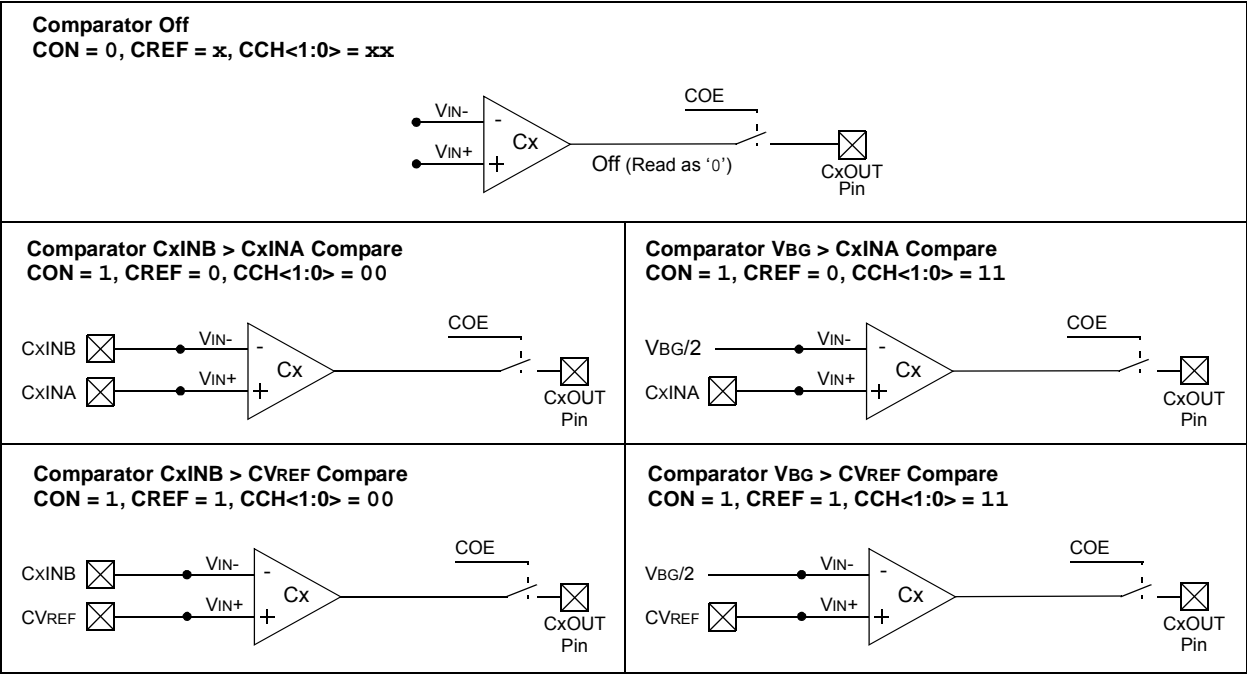 Comparator Off
CON = 0, CREF = x, CCH<1:0> = xx
COE
VIN-
-
Cx
VIN+
+
Off (Read as ‘0’)
CxOUT
Pin
Comparator CxINB > CxINA Compare
CON = 1, CREF = 0, CCH<1:0> = 00
COE
CxINB
VIN-
-
Cx
CxINA
VIN+
+
CxOUT
Pin
Comparator VBG > CxINA Compare
CON = 1, CREF = 0, CCH<1:0> = 11
COE
VBG/2
VIN-
-
Cx
CxINA
VIN+
+
CxOUT
Pin
Comparator CxINB > CVREF Compare
CON = 1, CREF = 1, CCH<1:0> = 00
COE
CxINB
VIN-
-
Cx
CVREF
VIN+
+
CxOUT
Pin
Comparator VBG > CVREF Compare
CON = 1, CREF = 1, CCH<1:0> = 11
COE
VBG/2
VIN-
-
Cx
CVREF
VIN+
+
CxOUT
Pin